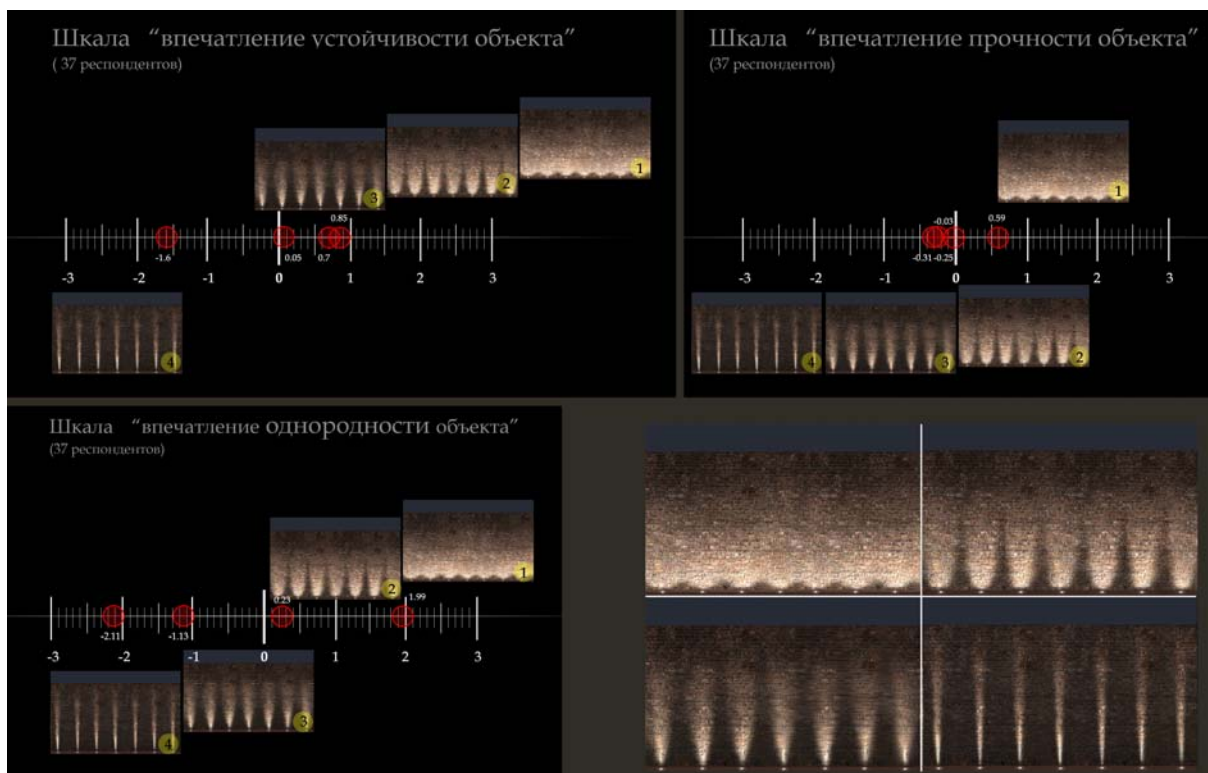 Шкала “впечатление устойчивости объекта”
( 37 респондентов)
1
2
3
0.85
-1.6
0.05
0.7
-3 -2 -1 0 1 2 3
4
Шкала “впечатление прочности объекта”
(37 респондентов)
1
-0.03
0.59
-0.31
-0.25
-3 -2 -1 0 1 2 3
4
3
2
Шкала “впечатление однородности объекта”
(37 респондентов)
1
2
0.23
1.99
-2.11
-1.13
-3 -2 -1 0 1 2 3
3
4